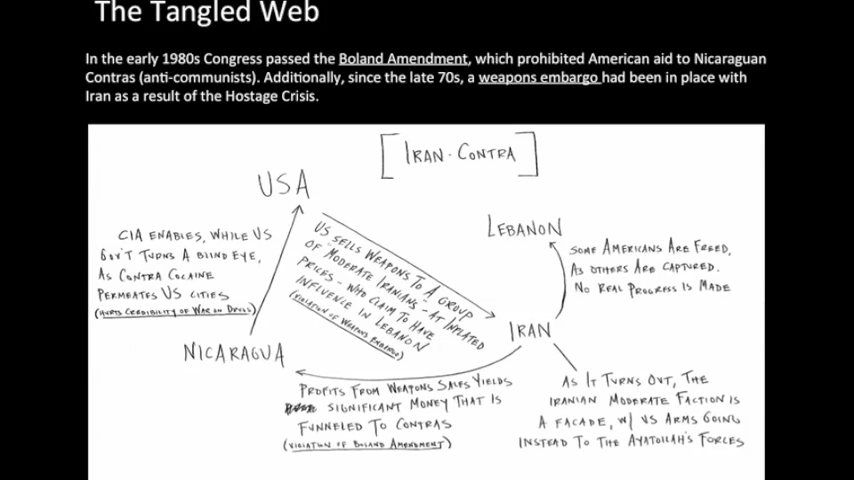 The Tangled Web
In the early 1980s Congress passed the Boland Amendment, which prohibited American aid to Nicaraguan
Contras (anti-communists). Additionally, since the late 70s, a weapons embargo had been in place with
Iran as a result of the Hostage Crisis.
[IRAN·CONTRA]
USA
CIA ENABLES, WHILE US
GOV'T TURNS A BLIND EYE,
AS CONTRA COCAINE
PERMEATES US CITIES
(HURTS CREDIBILITY OF WAR ON DRUGS)
US SELLS WEAPONS TO A GROUP
OF "MODERATE IRANIANS" - AT INFLATED
PRICES - WHO CLAIM TO HAVE
INFLUENCE IN LEBANON
(VIOLATION OF WEAPONS EMBARGO)
LEBANON
SOME AMERICANS ARE FREED,
AS OTHERS ARE CAPTURED.
NO REAL PROGRESS IS MADE
IRAN
NICARAGUA
PROFITS FROM WEAPONS SALES YIELDS
SIGNIFICANT MONEY THAT IS
FUNNELED TO CONTRAS
(VIOLATION OF BOLAND AMENDMENT)
AS IT TURNS OUT, THE
IRANIAN MODERATE FACTION IS
A FACADE, W/ US ARMS GOING
INSTEAD TO THE AYATOLLAH'S FORCES